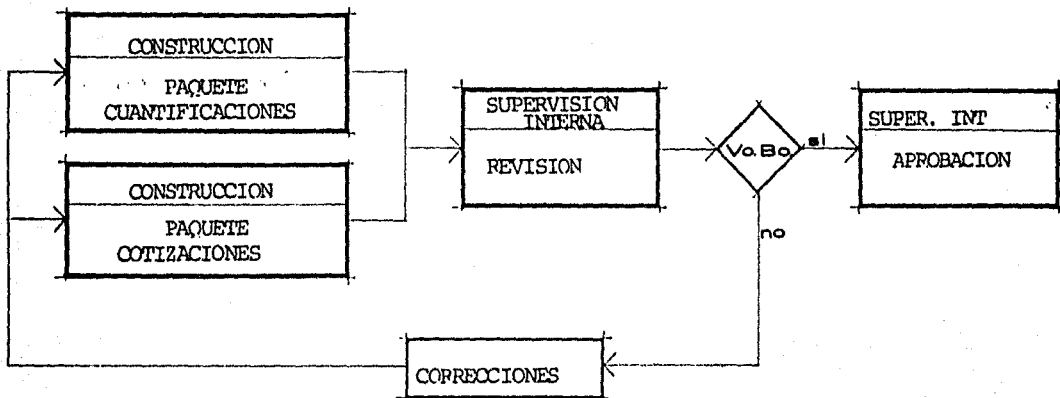 CONSTRUCCION
PAQUETE
CUANTIFICACIONES
CONSTRUCCION
PAQUETE
COTIZACIONES
SUPERVISION
INTERNA
REVISION
Vo.Bo.
si
no
SUPER. INT
APROBACION
CORRECCIONES